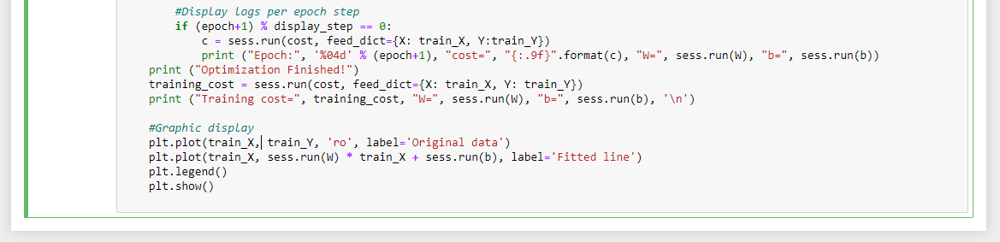 #Display logs per epoch step
if (epoch+1) % display_step == 0:
c = sess.run(cost, feed_dict={X: train_X, Y:train_Y})
print ("Epoch:", '%04d' % (epoch+1), "cost=", "{:.9f}".format(c), "W=", sess.run(W), "b=", sess.run(b))
print ("Optimization Finished!")
training_cost = sess.run(cost, feed_dict={X: train_X, Y: train_Y})
print ("Training cost=", training_cost, "W=", sess.run(W), "b=", sess.run(b), '\n')
#Graphic display
plt.plot(train_X, train_Y, 'ro', label='Original data')
plt.plot(train_X, sess.run(W) * train_X + sess.run(b), label='Fitted line')
plt.legend()
plt.show()